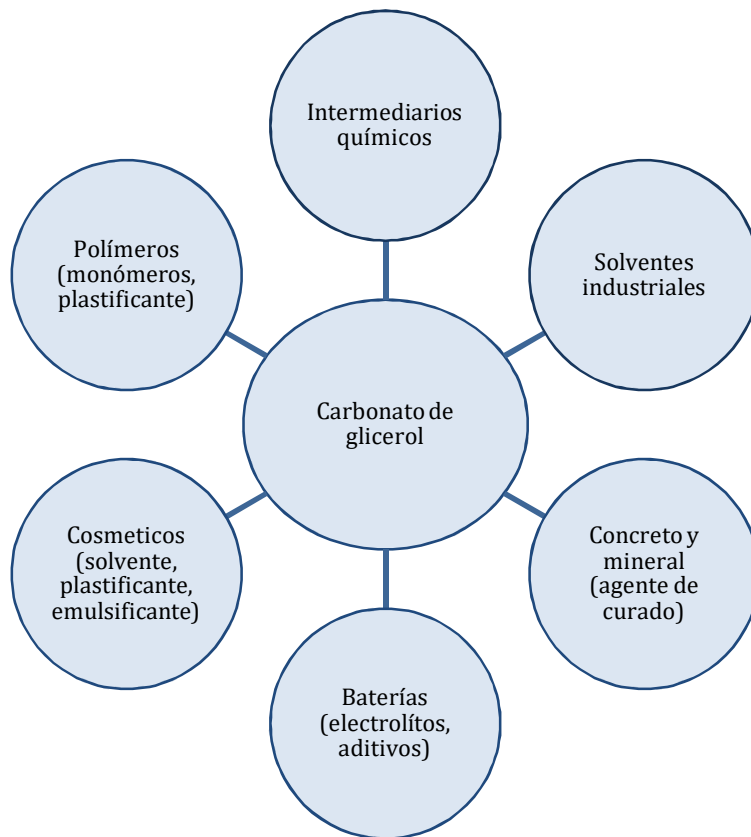 Intermediarios
químicos
Polímeros
(monómeros,
plastificante)
Solventes
industriales
Carbonato de
glicerol
Cosmeticos
(solvente,
plastificante,
emulsificante)
Concreto y
mineral
(agente de
curado)
Baterías
(electrolítos,
aditivos)